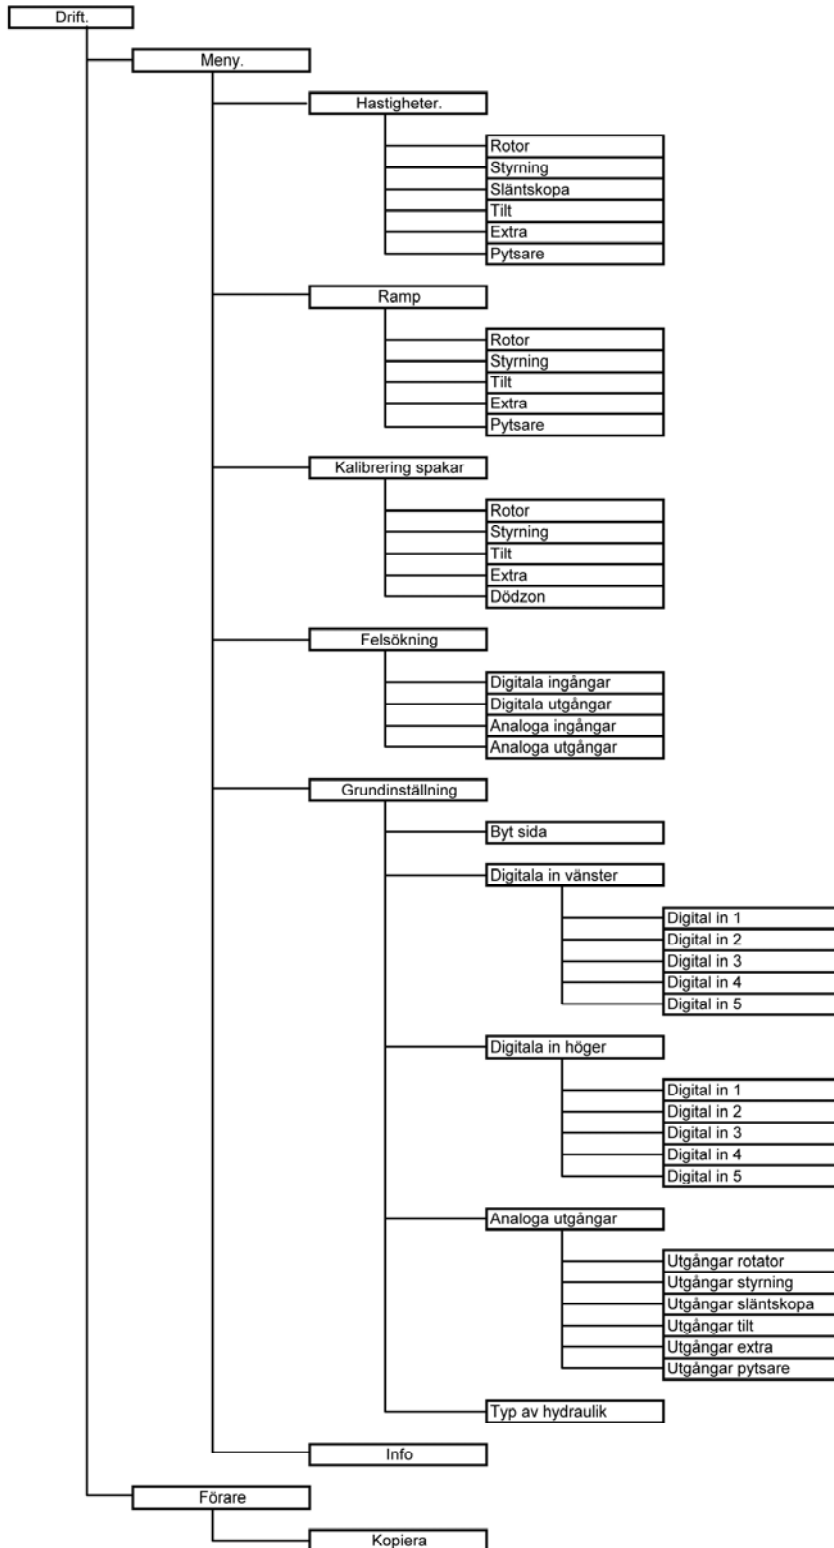 Drift.
Meny.
Hastigheter.
Rotor
Styrning
Släntskopa
Tilt
Extra
Pytsare
Ramp
Rotor
Styrning
Tilt
Extra
Pytsare
Kalibrering spakar
Rotor
Styrning
Tilt
Extra
Dödzon
Felsökning
Digitala ingångar
Digitala utgångar
Analoga ingångar
Analoga utgångar
Grundinställning
Byt sida
Digitala in vänster
Digital in 1
Digital in 2
Digital in 3
Digital in 4
Digital in 5
Digitala in höger
Digital in 1
Digital in 2
Digital in 3
Digital in 4
Digital in 5
Analoga utgångar
Utgångar rotator
Utgångar styrning
Utgångar släntskopa
Utgångar tilt
Utgångar extra
Utgångar pytsare
Typ av hydraulik
Info
Förare
Kopiera